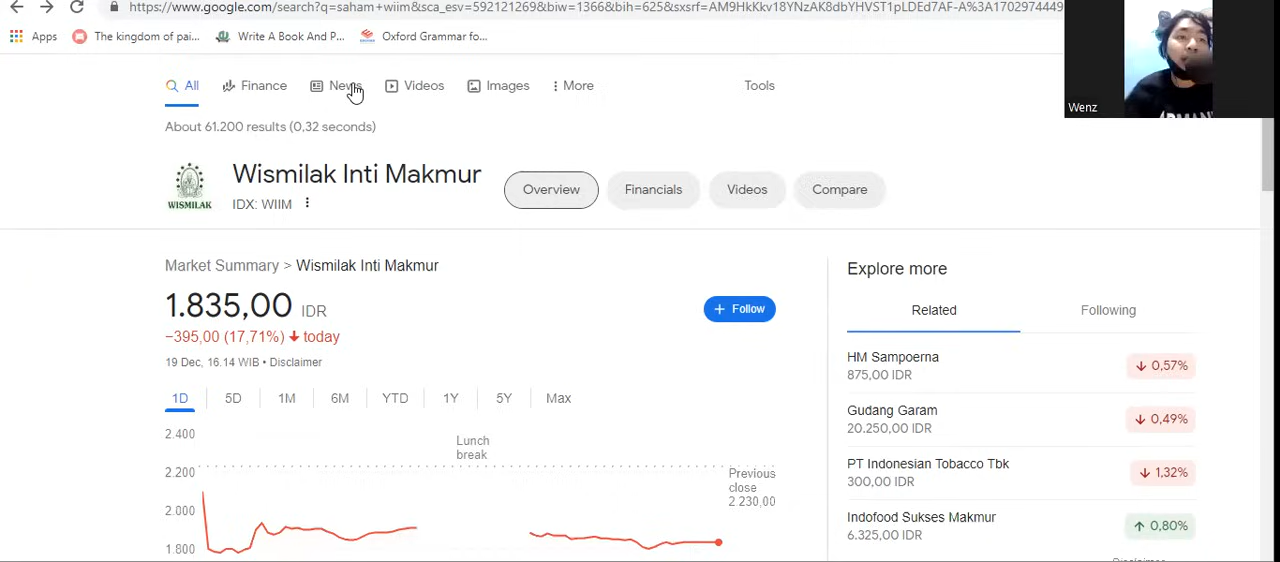 https://www.google.com/search?q=saham+wiim&sca_esv=592121269&biw=1366&bih=625&sxsrf=AM9HkKkv18YNzAK8dbYHVST1pLDEd7AF-A%3A1702974449
Apps The kingdom of pai... Write A Book And P... Oxford Grammar fo...
Wenz
All Finance News Videos Images More Tools
About 61.200 results (0,32 seconds)
WISMILAK
Wismilak Inti Makmur
IDX: WIIM
Overview Financials Videos Compare
Market Summary > Wismilak Inti Makmur
1.835,00 IDR
+ Follow
−395,00 (17,71%) today
19 Dec, 16.14 WIB • Disclaimer
1D 5D 1M 6M YTD 1Y 5Y Max
2.400
2.200
2.000
1.800
Lunch
break
Previous
close
2 230,00
Explore more
Related Following
HM Sampoerna
875,00 IDR
0,57%
Gudang Garam
20.250,00 IDR
0,49%
PT Indonesian Tobacco Tbk
300,00 IDR
1,32%
Indofood Sukses Makmur
6.325,00 IDR
0,80%
Disclaimer